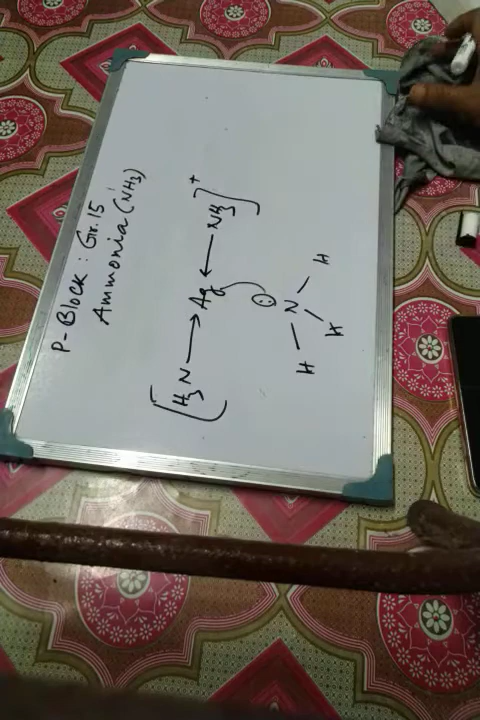 P-Block : Gr. 15
Ammonia (NH3)
[H3N → Ag ← NH3]+
N
H H H